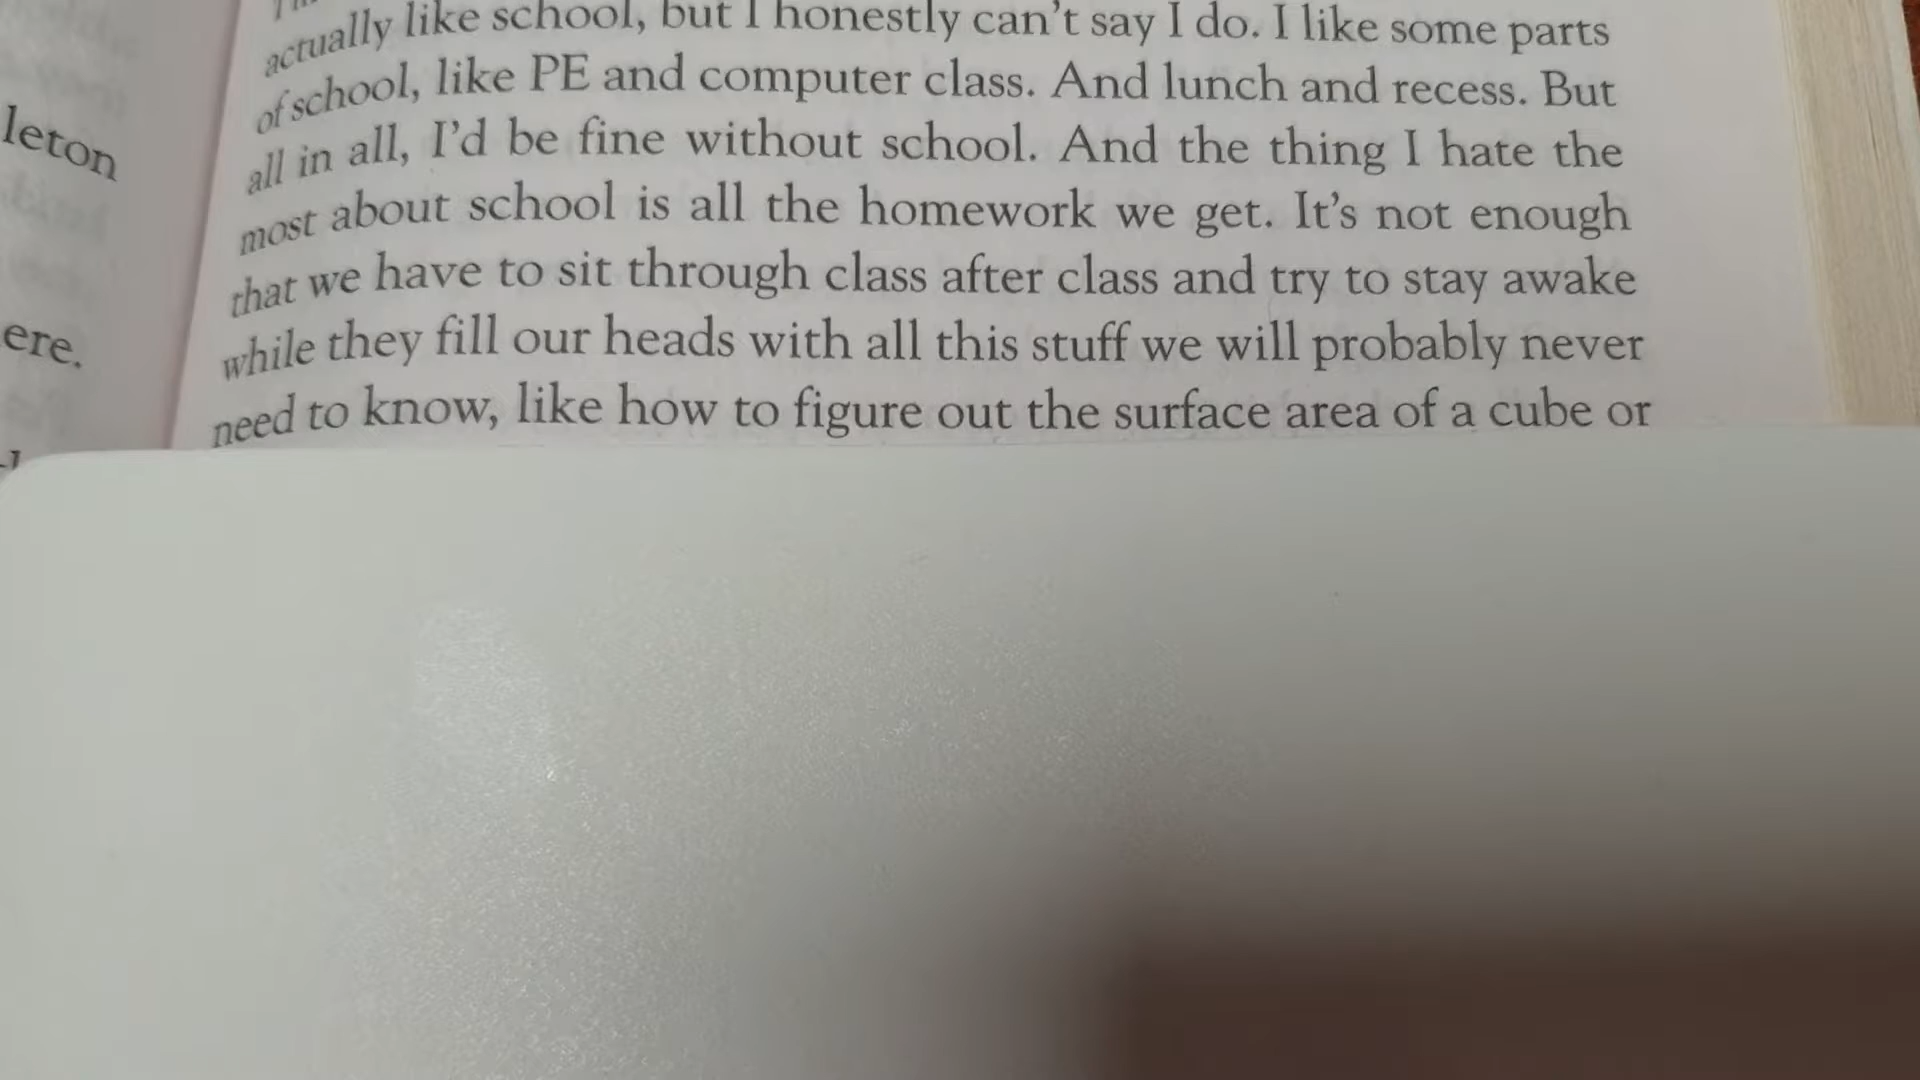 leton
ere.
actually like school, but I honestly can't say I do. I like some parts
of school, like PE and computer class. And lunch and recess. But
all in all, I'd be fine without school. And the thing I hate the
most about school is all the homework we get. It's not enough
that we have to sit through class after class and try to stay awake
while they fill our heads with all this stuff we will probably never
need to know, like how to figure out the surface area of a cube or